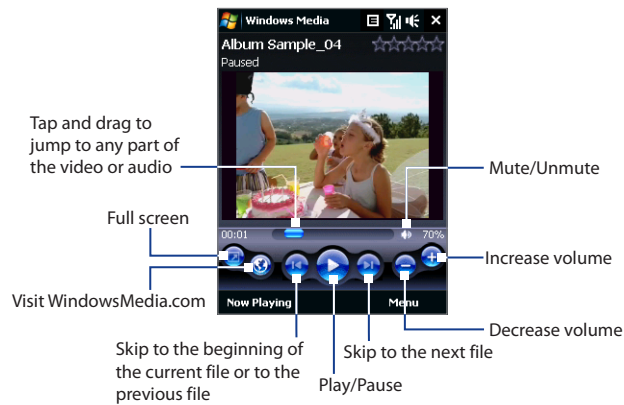 Windows Media
Album Sample_04
Paused
Tap and drag to
jump to any part of
the video or audio
Mute/Unmute
Full screen
00:01
70%
Increase volume
Visit WindowsMedia.com
Now Playing
Menu
Decrease volume
Skip to the beginning of
the current file or to the
previous file
Skip to the next file
Play/Pause